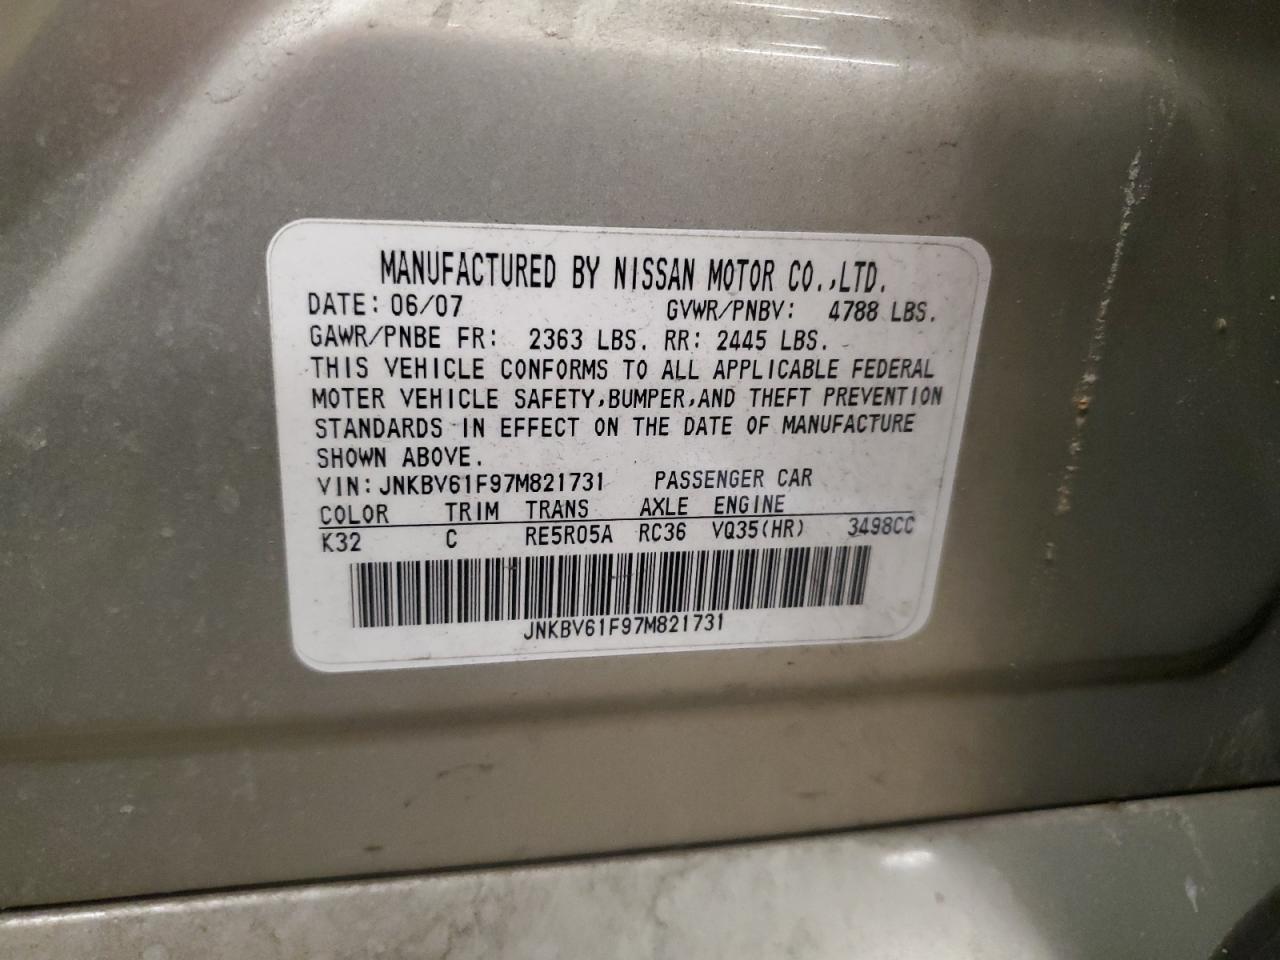 MANUFACTURED BY NISSAN MOTOR CO.,LTD.
DATE: 06/07 GVWR/PNBV: 4788 LBS.
GAWR/PNBE FR: 2363 LBS. RR: 2445 LBS.
THIS VEHICLE CONFORMS TO ALL APPLICABLE FEDERAL
MOTER VEHICLE SAFETY,BUMPER,AND THEFT PREVENTION
STANDARDS IN EFFECT ON THE DATE OF MANUFACTURE
SHOWN ABOVE.
VIN: JNKBV61F97M821731 PASSENGER CAR
COLOR TRIM TRANS AXLE ENGINE
K32 C RE5R05A RC36 VQ35(HR) 3498CC
JNKBV61F97M821731